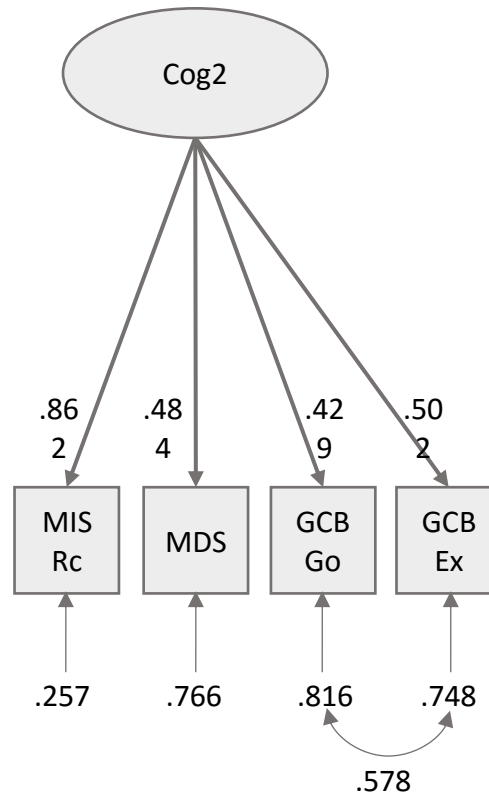 Cog2
.86
2
.48
4
.42
9
.50
2
MIS
Rc
MDS
GCB
Go
GCB
Ex
.257
.766
.816
.748
.578